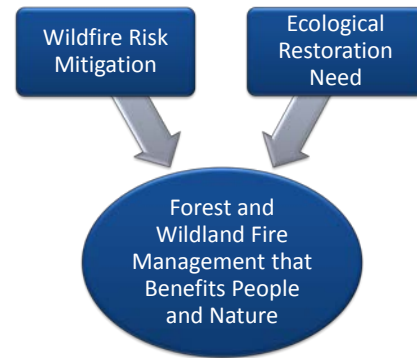 Wildfire Risk
Mitigation
Ecological
Restoration
Need
Forest and
Wildland Fire
Management that
Benefits People
and Nature